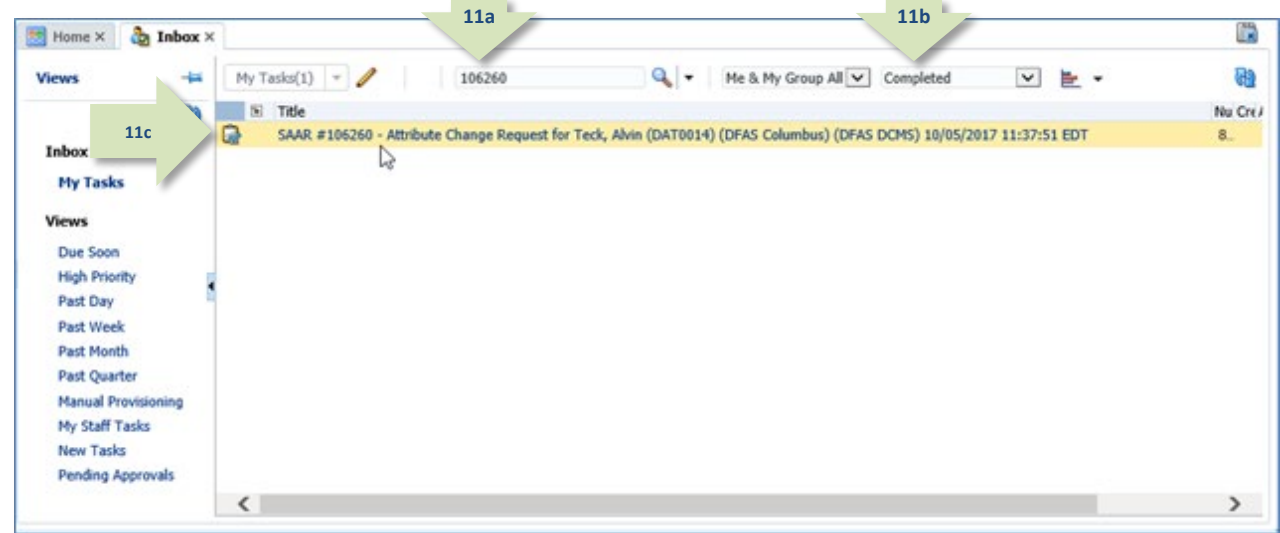 11a
11b
Home ×
Inbox ×
Views
My Tasks(1)
106260
Me & My Group All
Completed
Title
Nu Cre
11c
SAAR #106260 - Attribute Change Request for Teck, Alvin (DAT0014) (DFAS Columbus) (DFAS DCMS) 10/05/2017 11:37:51 EDT
8..
Inbox
My Tasks
Views
Due Soon
High Priority
Past Day
Past Week
Past Month
Past Quarter
Manual Provisioning
My Staff Tasks
New Tasks
Pending Approvals